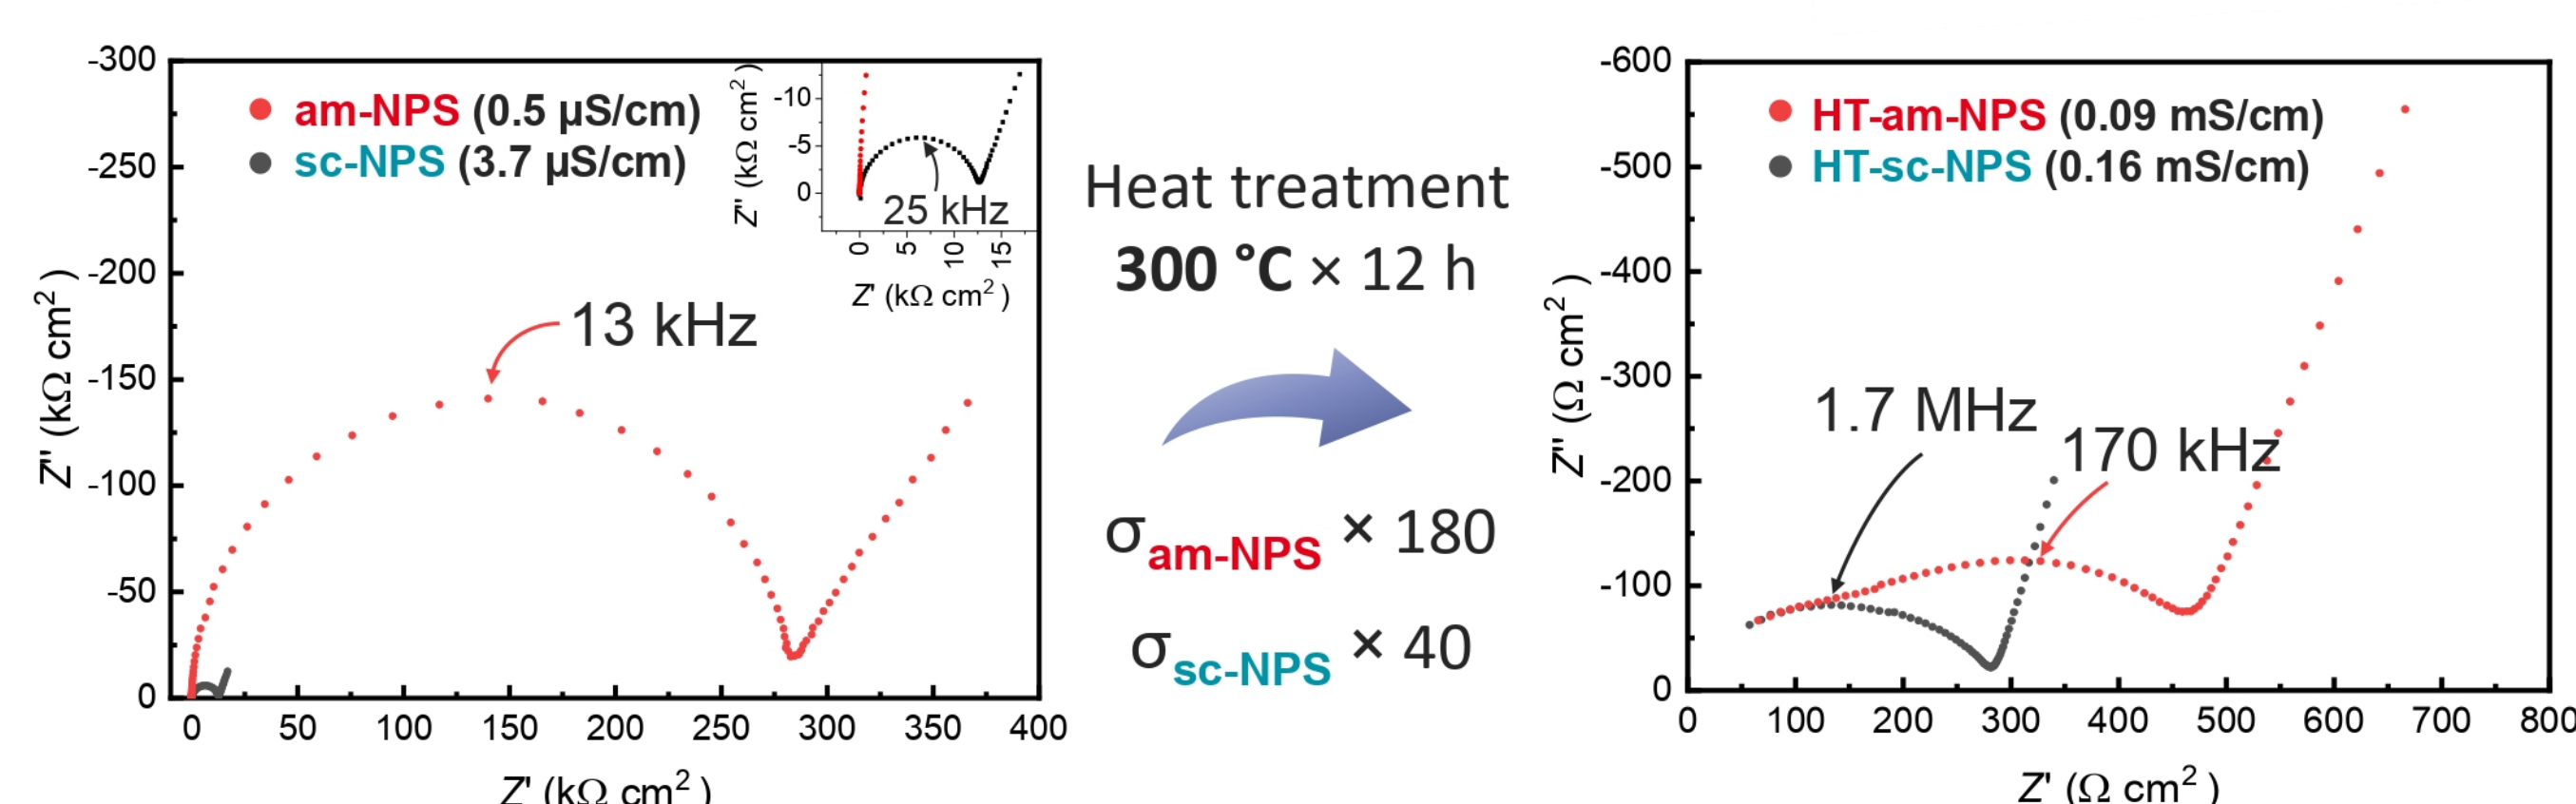 -300
-250
-200
-150
-100
-50
0
0 50 100 150 200 250 300 350 400
Z'' (kΩ cm²)
Z' (kΩ cm²)
am-NPS (0.5 µS/cm)
sc-NPS (3.7 µS/cm)
13 kHz
-10
-5
0
0 5 10 15
Z'' (kΩ cm²)
Z' (kΩ cm²)
25 kHz
Heat treatment
300 °C × 12 h
σam-NPS × 180
σsc-NPS × 40
-600
-500
-400
-300
-200
-100
0
0 100 200 300 400 500 600 700 800
Z'' (Ω cm²)
Z' (Ω cm²)
HT-am-NPS (0.09 mS/cm)
HT-sc-NPS (0.16 mS/cm)
1.7 MHz
170 kHz